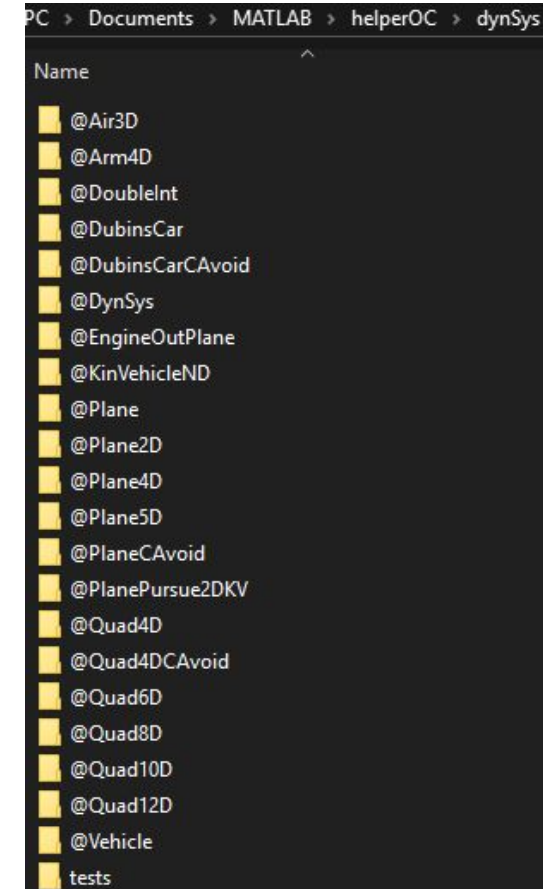 PC > Documents > MATLAB > helperOC > dynSys
Name
@Air3D
@Arm4D
@DoubleInt
@DubinsCar
@DubinsCarCAvoid
@DynSys
@EngineOutPlane
@KinVehicleND
@Plane
@Plane2D
@Plane4D
@Plane5D
@PlaneCAvoid
@PlanePursue2DKV
@Quad4D
@Quad4DCAvoid
@Quad6D
@Quad8D
@Quad10D
@Quad12D
@Vehicle
tests